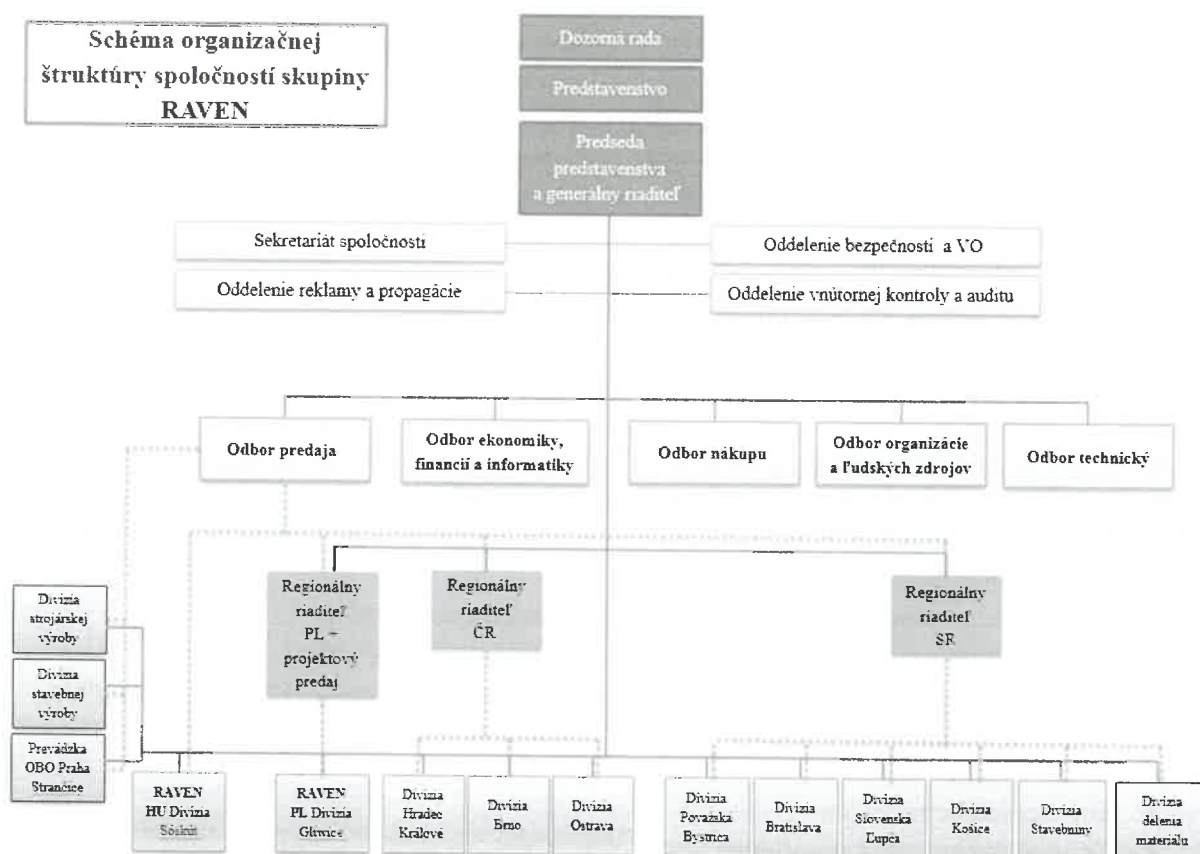 Schéma organizačnej
štruktúry spoločností skupiny
RAVEN
Dozorná rada
Predstavenstvo
Predseda
predstavenstva
a generálny riaditeľ
Sekretariát spoločnosti
Oddelenie bezpečnosti a VO
Oddelenie reklamy a propagácie
Oddelenie vnútornej kontroly a auditu
Odbor predaja
Odbor ekonomiky,
financií a informatiky
Odbor nákupu
Odbor organizácie
a ľudských zdrojov
Odbor technický
Regionálny
riaditeľ
PL –
projektový
predaj
Regionálny
riaditeľ
ČR
Regionálny
riaditeľ
SR
Divízia
strojárskej
výroby
Divízia
stavebnej
výroby
Prevádzka
OBO Praha
Strančice
RAVEN
HU Divízia
Sóskút
RAVEN
PL Divízia
Gliwice
Divízia
Hradec
Králové
Divízia
Brno
Divízia
Ostrava
Divízia
Považská
Bystrica
Divízia
Bratislava
Divízia
Slovenská
Ľupča
Divízia
Košice
Divízia
Stavebniny
Divízia
delenia
materiálu